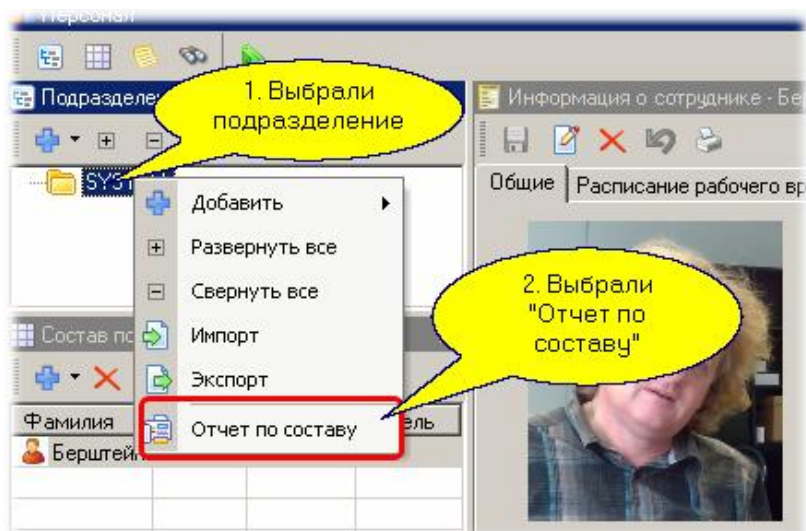 Персонал
Подразделе
1. Выбрали
подразделение
Информация о сотруднике - Бе
Общие
Расписание рабочего вр
Добавить
Развернуть все
Свернуть все
Импорт
Экспорт
Отчет по составу
2. Выбрали
"Отчет по
составу"
Состав по
Фамилия
ель
Берштейн